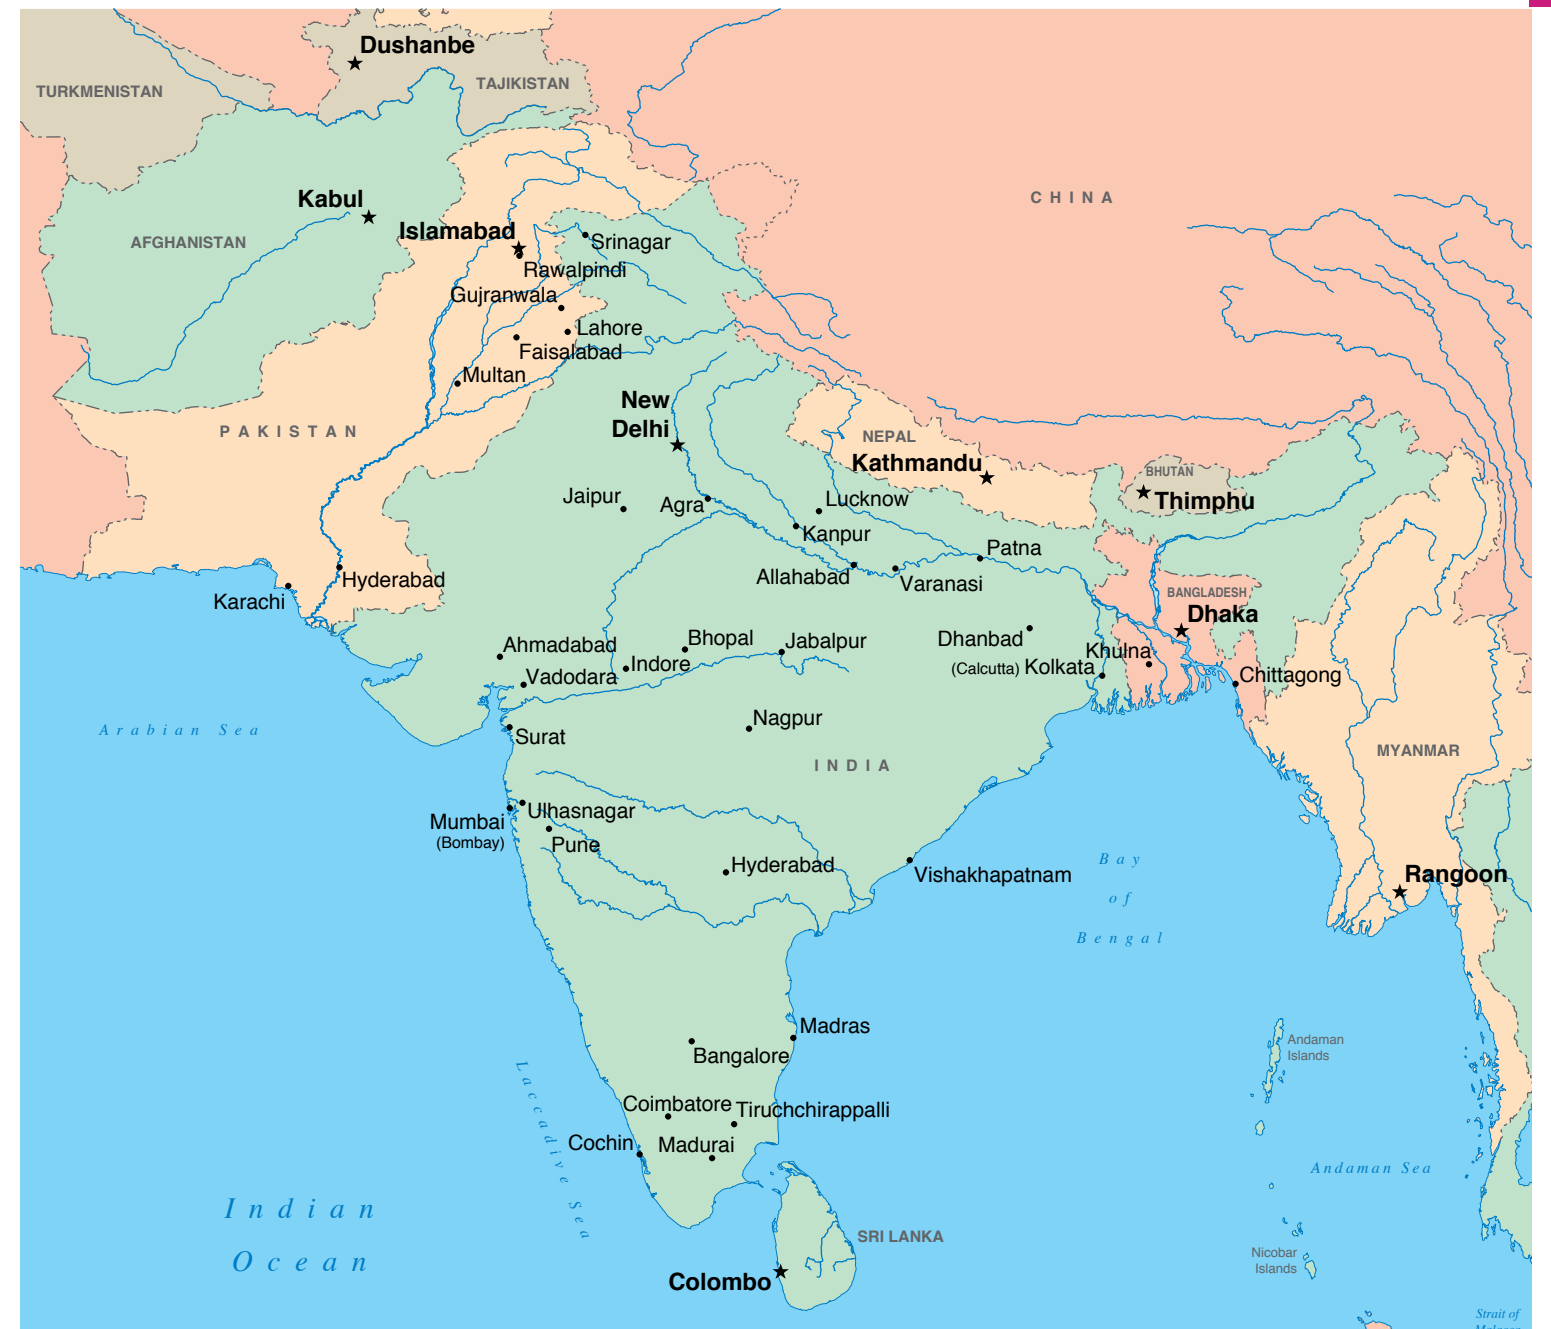 Dushanbe
TAJIKISTAN
TURKMENISTAN
Kabul
CHINA
Islamabad
AFGHANISTAN
Srinagar
Rawalpindi
Gujranwala
Lahore
Faisalabad
Multan
New
Delhi
PAKISTAN
NEPAL
Kathmandu
BHUTAN
Thimphu
Jaipur
Agra
Lucknow
Kanpur
Patna
Hyderabad
Allahabad
Varanasi
Karachi
BANGLADESH
Dhaka
Ahmadabad
Bhopal
Jabalpur
Dhanbad
Khulna
Indore
(Calcutta) Kolkata
Vadodara
Chittagong
Nagpur
Arabian Sea
Surat
MYANMAR
INDIA
Ulhasnagar
Mumbai
(Bombay)
Pune
Hyderabad
Vishakhapatnam
Bay
of
Bengal
Rangoon
Madras
Bangalore
Andaman
Islands
Laccadive Sea
Coimbatore
Tiruchchirappalli
Cochin
Madurai
Andaman Sea
Indian
Ocean
SRI LANKA
Nicobar
Islands
Colombo
Strait of